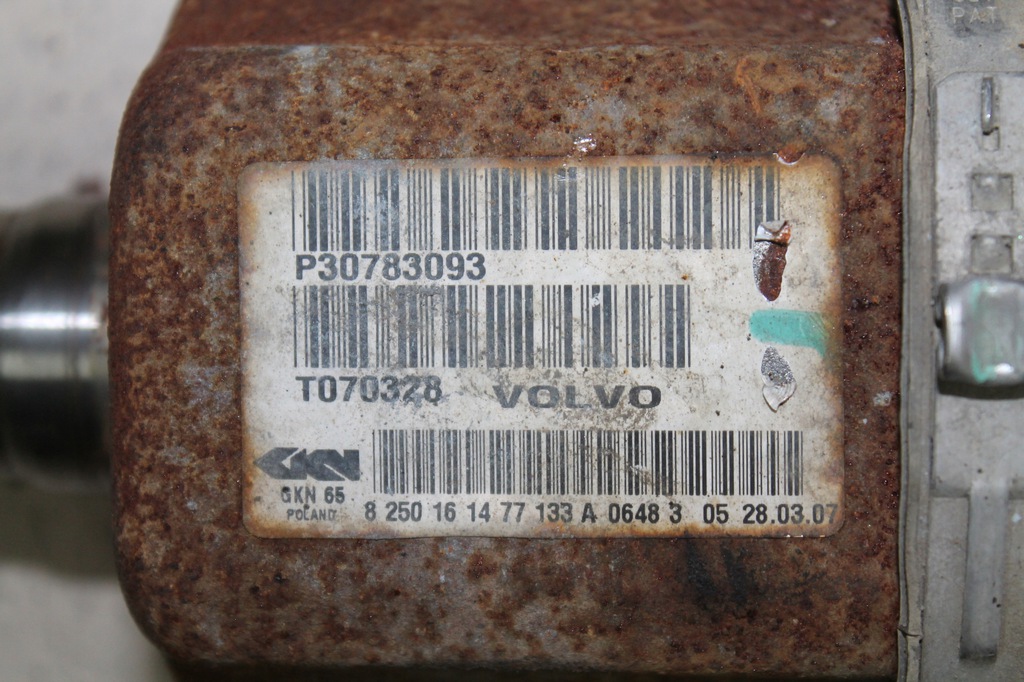 PAT
P30783093
T070328 VOLVO
GKN
GKN 65
POLAND
8 250 16 14 77 133 A 0648 3 05 28.03.07